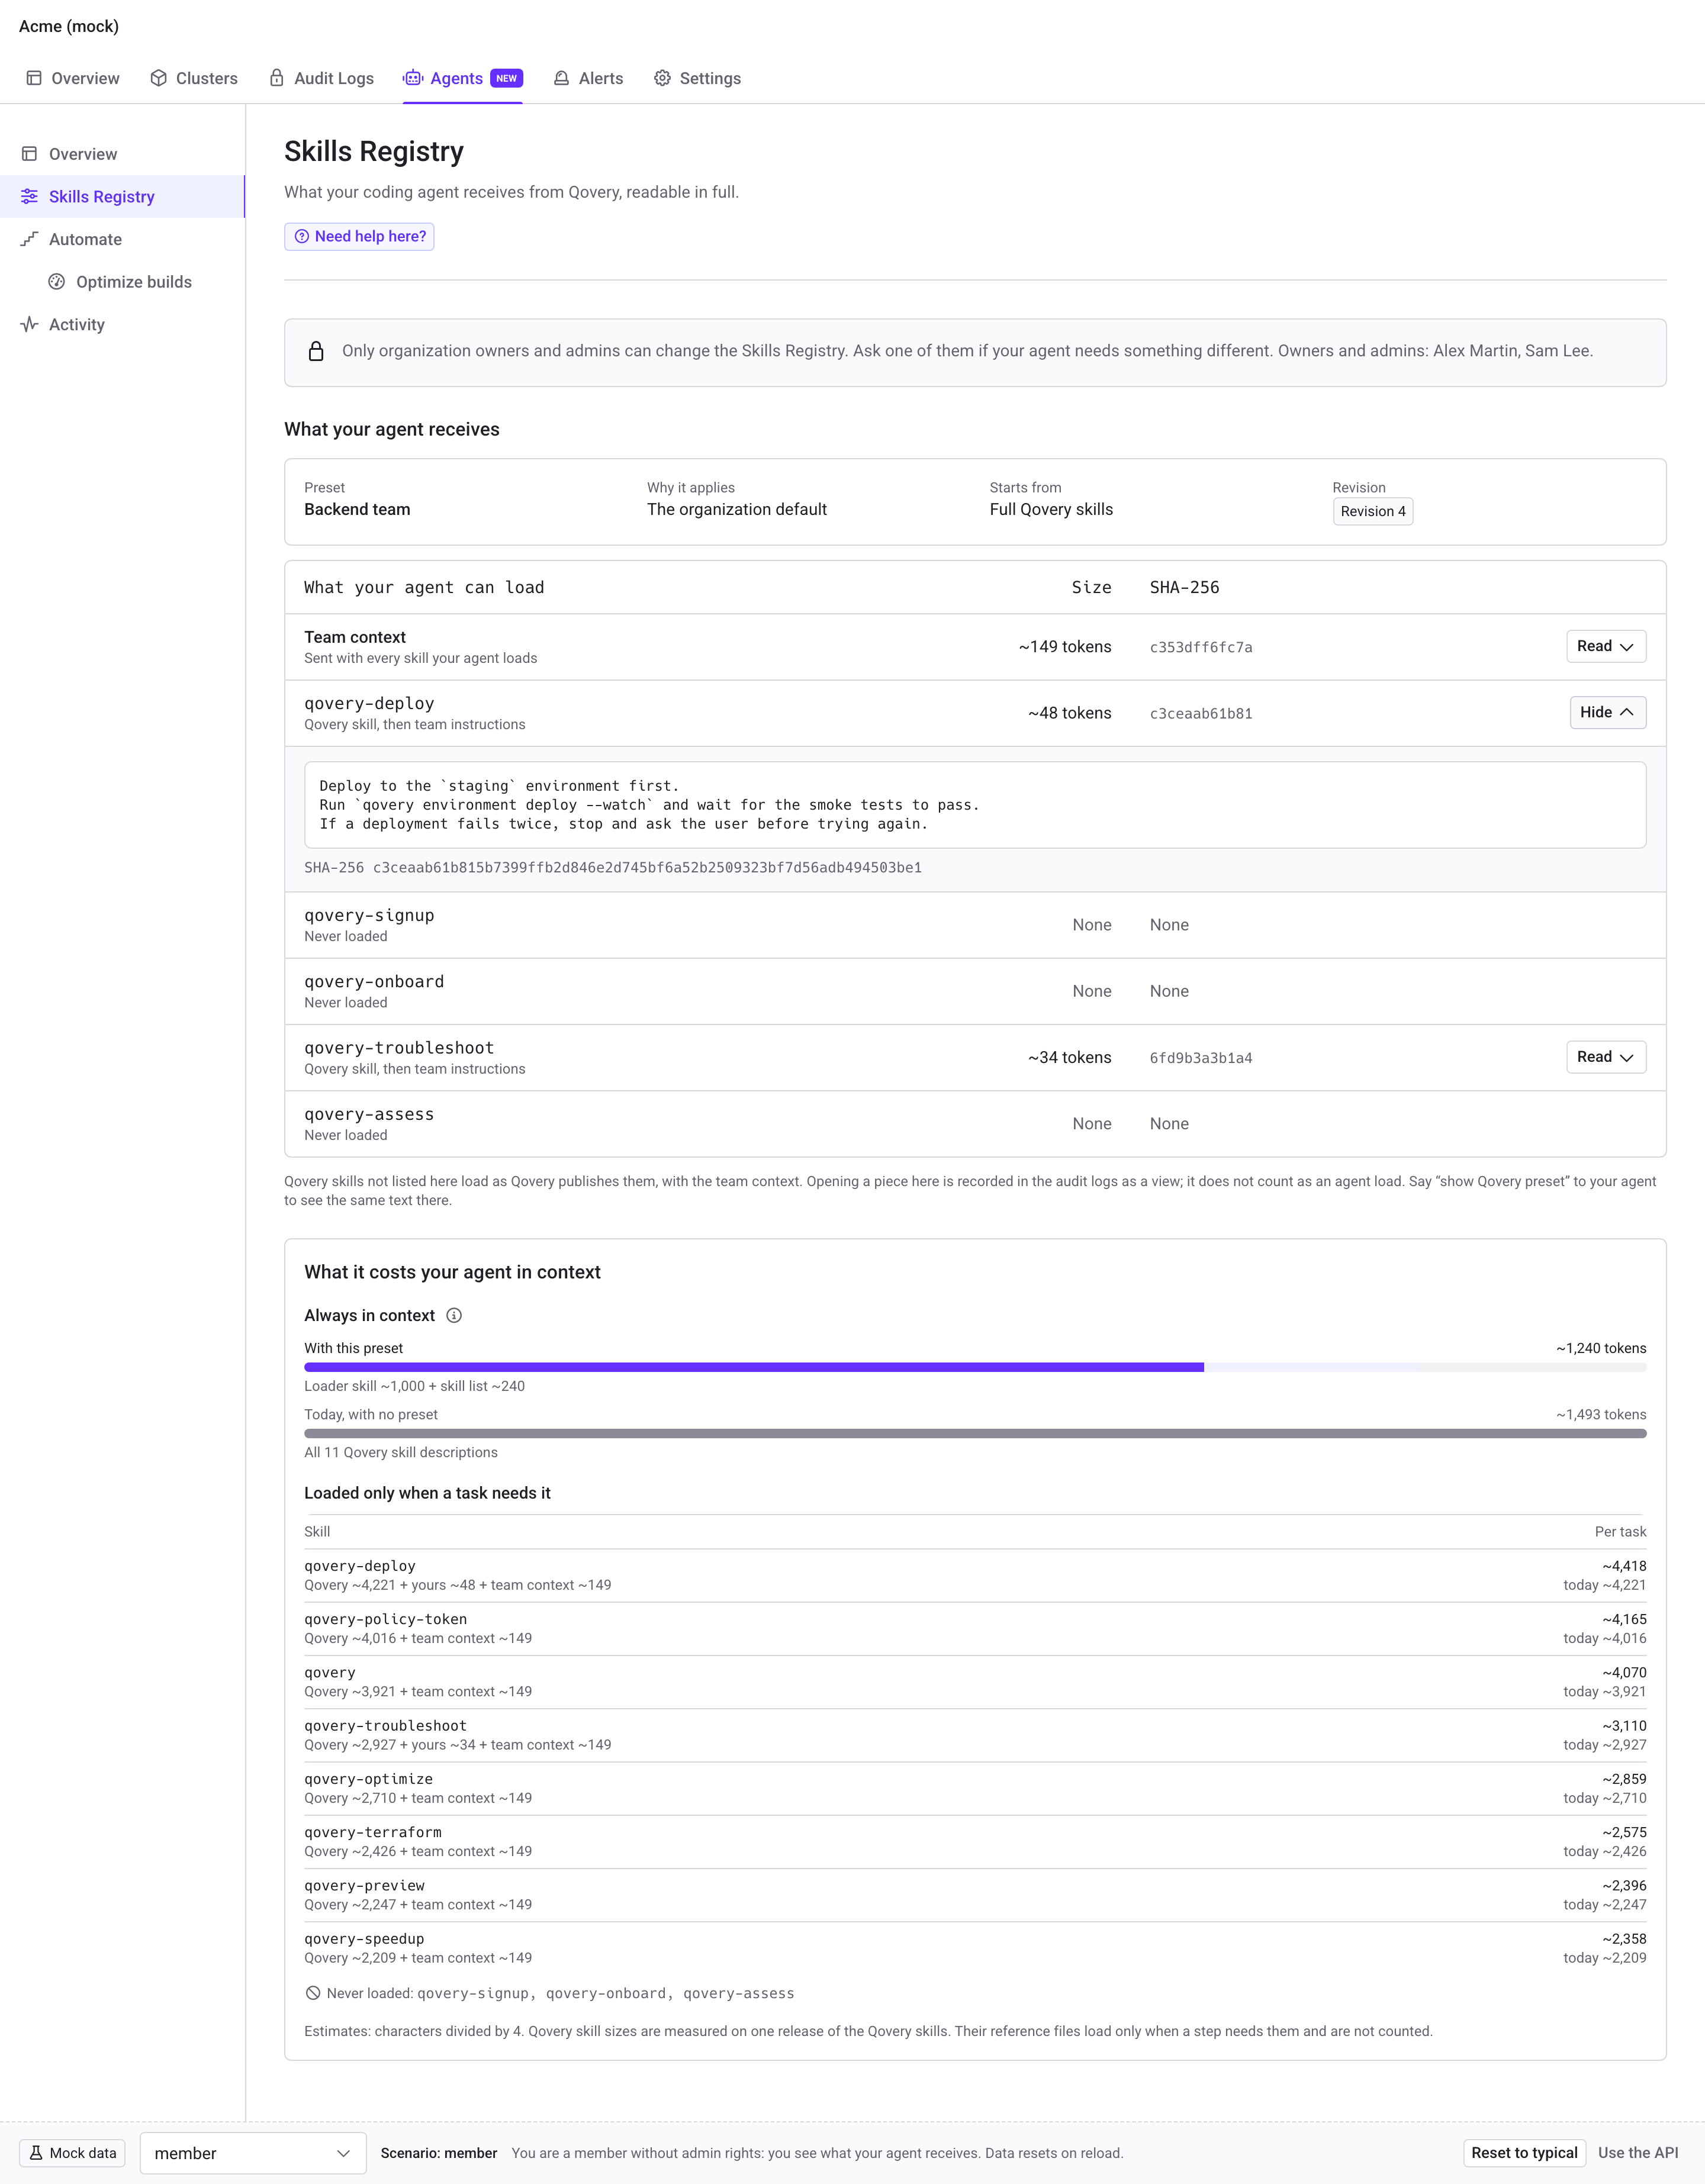 Acme (mock)
Overview
Clusters
Audit Logs
Agents NEW
Alerts
Settings
Overview
Skills Registry
Automate
Optimize builds
Activity
Skills Registry
What your coding agent receives from Qovery, readable in full.
Need help here?
Only organization owners and admins can change the Skills Registry. Ask one of them if your agent needs something different. Owners and admins: Alex Martin, Sam Lee.
What your agent receives
Preset
Backend team
Why it applies
The organization default
Starts from
Full Qovery skills
Revision
Revision 4
What your agent can load Size SHA-256
Team context
Sent with every skill your agent loads
~149 tokens c353dff6fc7a Read
qovery-deploy
Qovery skill, then team instructions
~48 tokens c3ceaab61b81 Hide
Deploy to the `staging` environment first.
Run `qovery environment deploy --watch` and wait for the smoke tests to pass.
If a deployment fails twice, stop and ask the user before trying again.
SHA-256 c3ceaab61b815b7399ffb2d846e2d745bf6a52b2509323bf7d56adb494503be1
qovery-signup
Never loaded
None None
qovery-onboard
Never loaded
None None
qovery-troubleshoot
Qovery skill, then team instructions
~34 tokens 6fd9b3a3b1a4 Read
qovery-assess
Never loaded
None None
Qovery skills not listed here load as Qovery publishes them, with the team context. Opening a piece here is recorded in the audit logs as a view; it does not count as an agent load. Say “show Qovery preset” to your agent
to see the same text there.
What it costs your agent in context
Always in context
With this preset ~1,240 tokens
Loader skill ~1,000 + skill list ~240
Today, with no preset ~1,493 tokens
All 11 Qovery skill descriptions
Loaded only when a task needs it
Skill Per task
qovery-deploy ~4,418
Qovery ~4,221 + yours ~48 + team context ~149 today ~4,221
qovery-policy-token ~4,165
Qovery ~4,016 + team context ~149 today ~4,016
qovery ~4,070
Qovery ~3,921 + team context ~149 today ~3,921
qovery-troubleshoot ~3,110
Qovery ~2,927 + yours ~34 + team context ~149 today ~2,927
qovery-optimize ~2,859
Qovery ~2,710 + team context ~149 today ~2,710
qovery-terraform ~2,575
Qovery ~2,426 + team context ~149 today ~2,426
qovery-preview ~2,396
Qovery ~2,247 + team context ~149 today ~2,247
qovery-speedup ~2,358
Qovery ~2,209 + team context ~149 today ~2,209
Never loaded: qovery-signup, qovery-onboard, qovery-assess
Estimates: characters divided by 4. Qovery skill sizes are measured on one release of the Qovery skills. Their reference files load only when a step needs them and are not counted.
Mock data member Scenario: member You are a member without admin rights: you see what your agent receives. Data resets on reload. Reset to typical Use the API